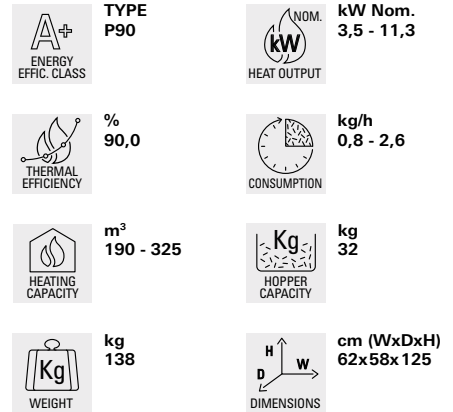 A+
ENERGY
EFFIC. CLASS
TYPE
P90
NOM.
kW
HEAT OUTPUT
kW Nom.
3,5 - 11,3
THERMAL
EFFICIENCY
%
90,0
CONSUMPTION
kg/h
0,8 - 2,6
HEATING
CAPACITY
m³
190 - 325
Kg
HOPPER
CAPACITY
kg
32
Kg
WEIGHT
kg
138
H
W
D
DIMENSIONS
cm (WxDxH)
62x58x125